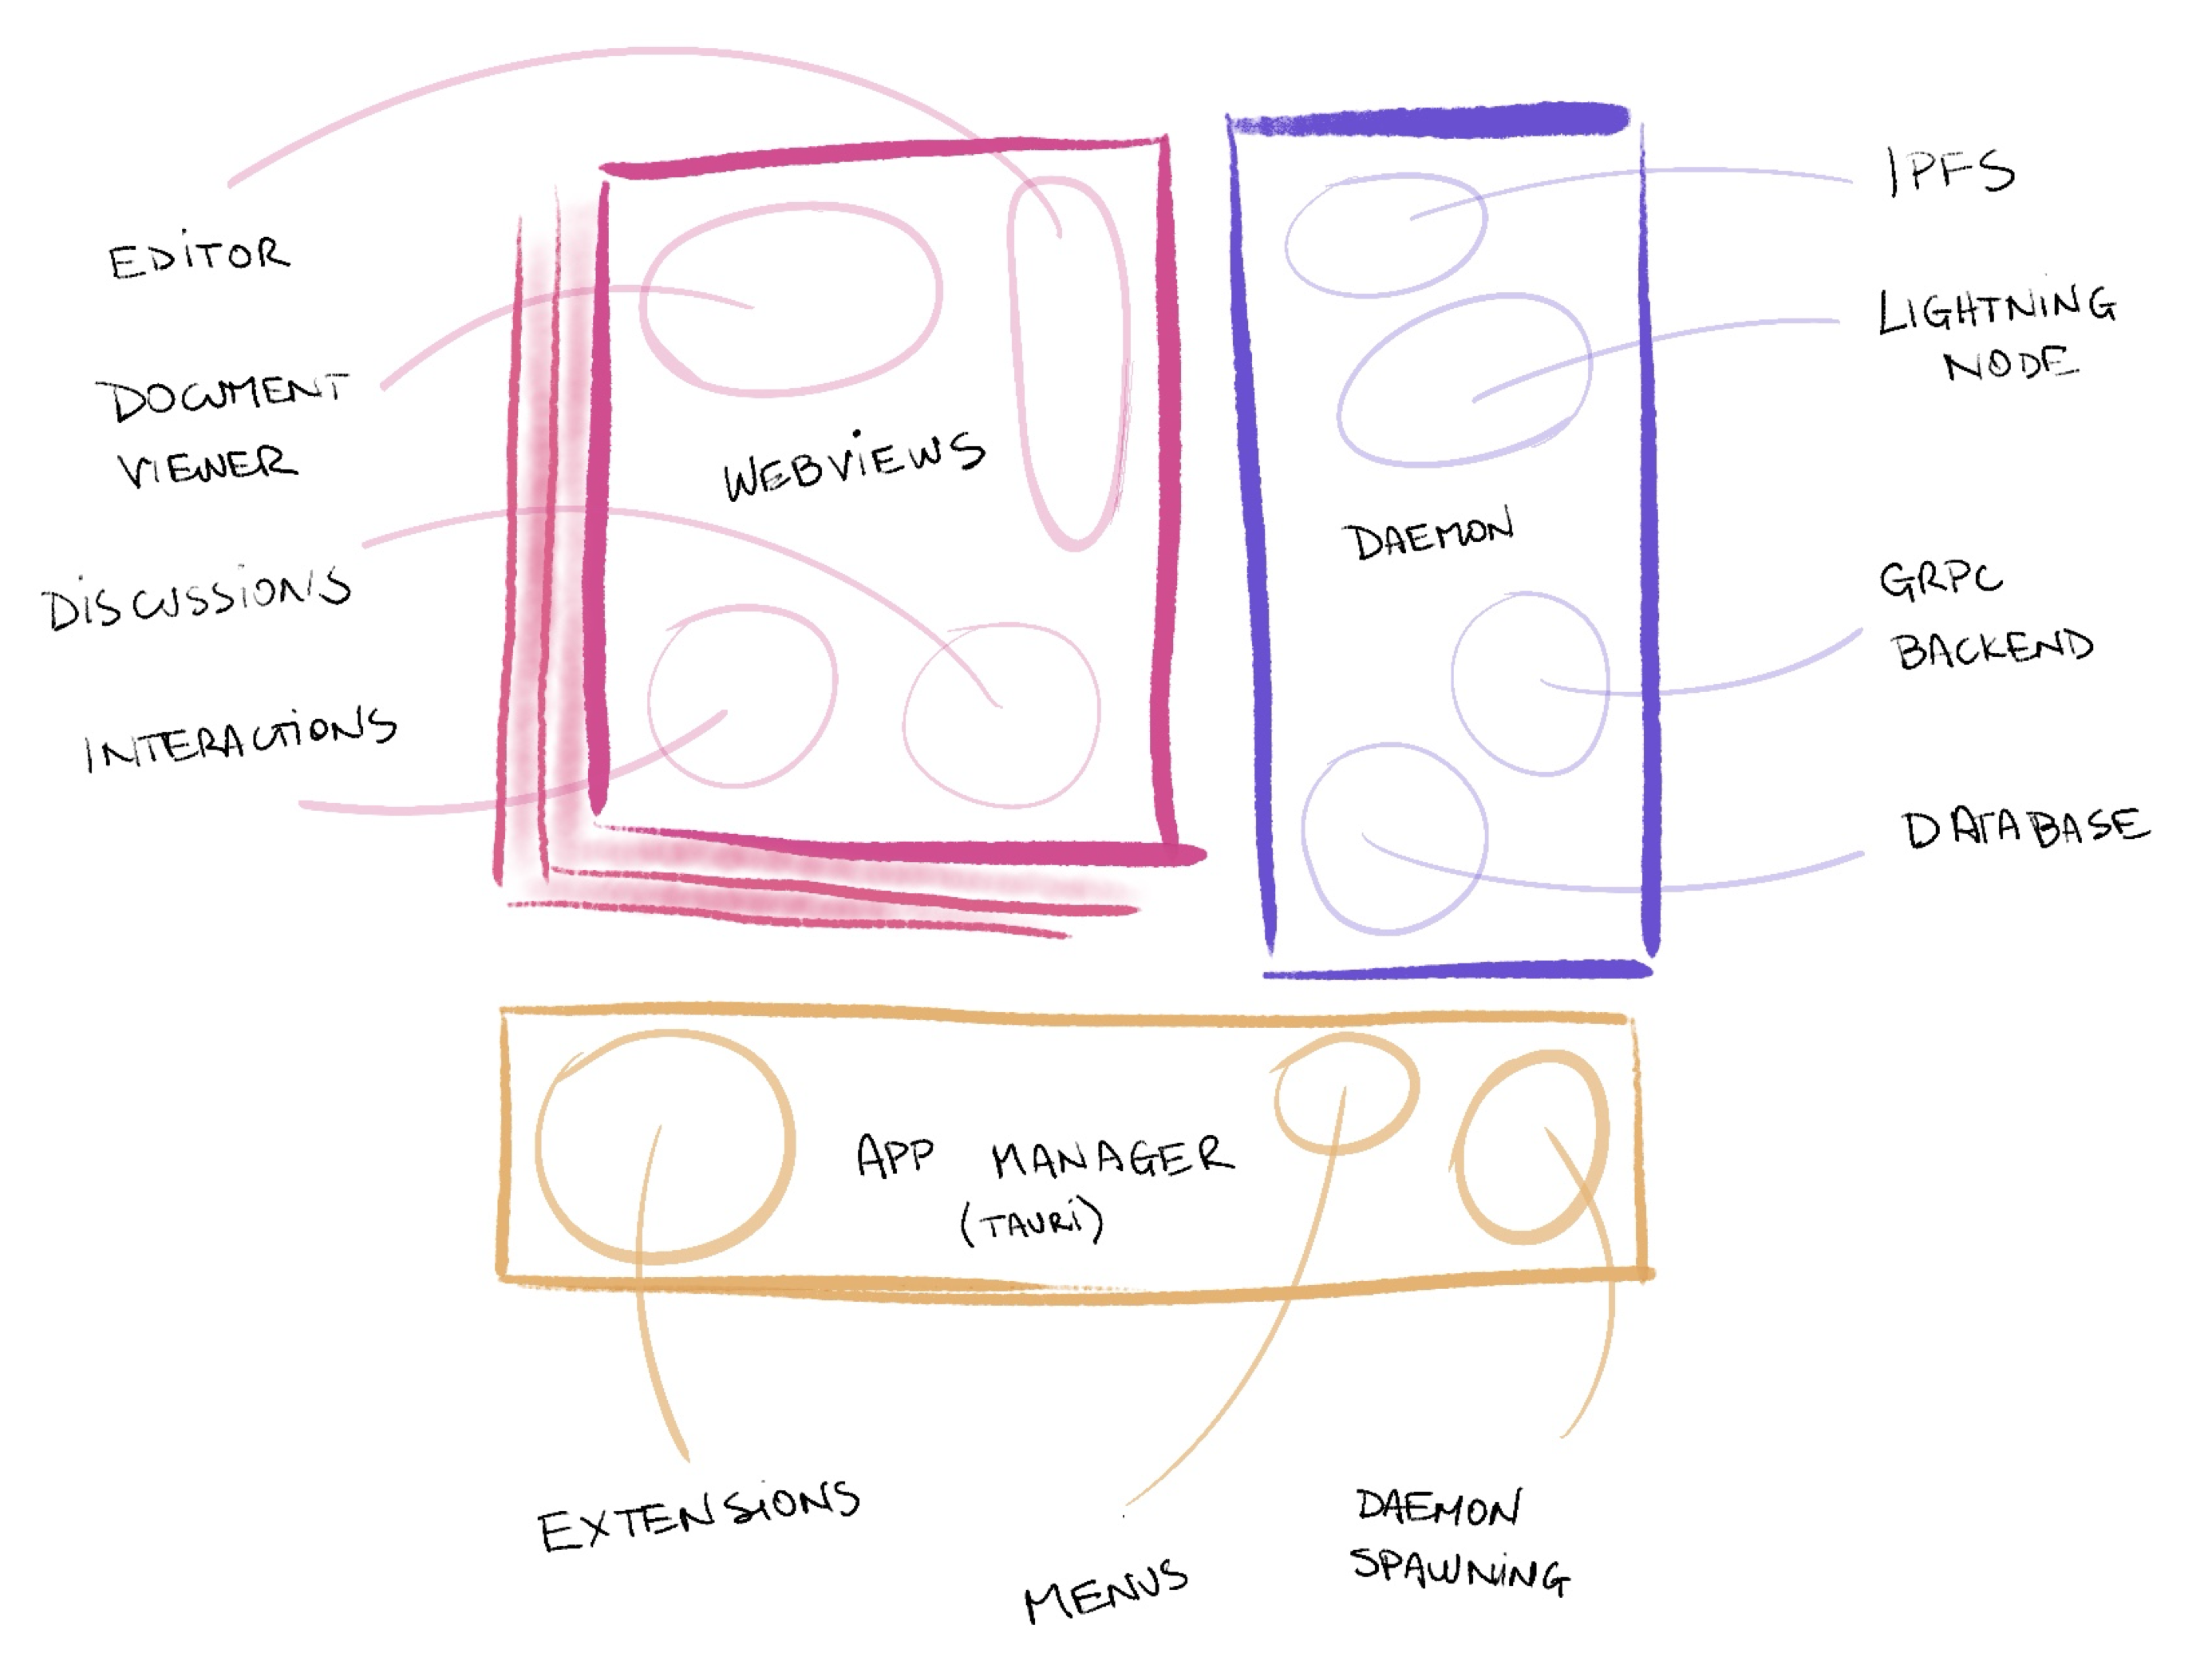 EDITOR
DOCUMENT
VIEWER
DISCUSSIONS
INTERACTIONS
WEBVIEWS
DAEMON
IPFS
LIGHTNING
NODE
GRPC
BACKEND
DATABASE
APP MANAGER
(TAURI)
EXTENSIONS
MENUS
DAEMON
SPAWNING